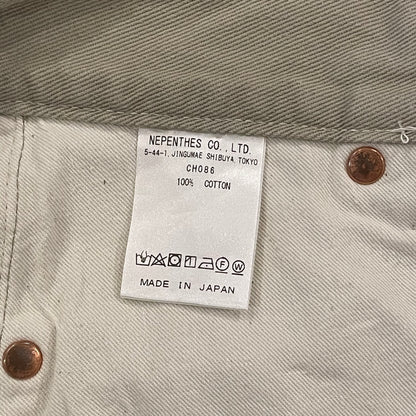 NEPENTHES CO., LTD.
5-44-1, JINGUMAE SHIBUYA, TOKYO
CH086
100% COTTON
MADE IN JAPAN